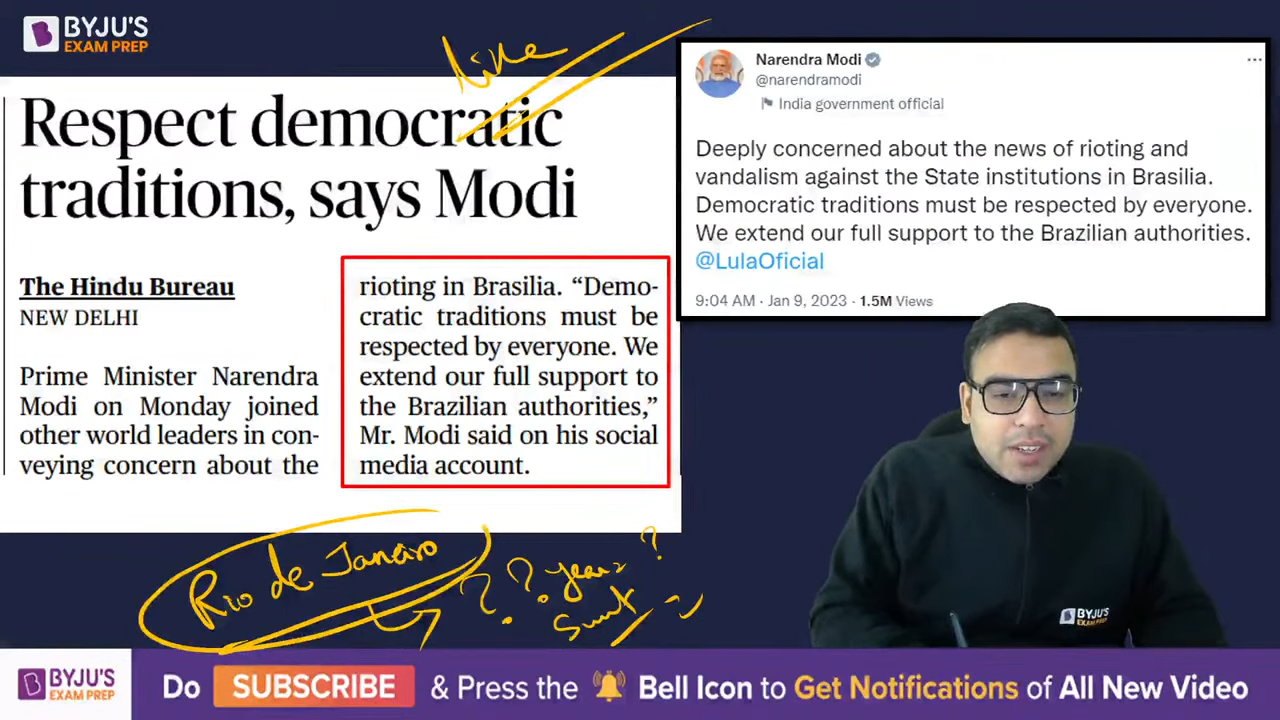 BYJU'S
EXAM PREP
like
Respect democratic
traditions, says Modi
The Hindu Bureau
NEW DELHI
Prime Minister Narendra
Modi on Monday joined
other world leaders in con-
veying concern about the
rioting in Brasilia. “Demo-
cratic traditions must be
respected by everyone. We
extend our full support to
the Brazilian authorities,”
Mr. Modi said on his social
media account.
Narendra Modi
@narendramodi
India government official
Deeply concerned about the news of rioting and
vandalism against the State institutions in Brasilia.
Democratic traditions must be respected by everyone.
We extend our full support to the Brazilian authorities.
@LulaOficial
9:04 AM · Jan 9, 2023 · 1.5M Views
Rio de Janeiro
? ? year ?
BYJU'S
EXAM PREP
BYJU'S
EXAM PREP
Do SUBSCRIBE & Press the Bell Icon to Get Notifications of All New Video